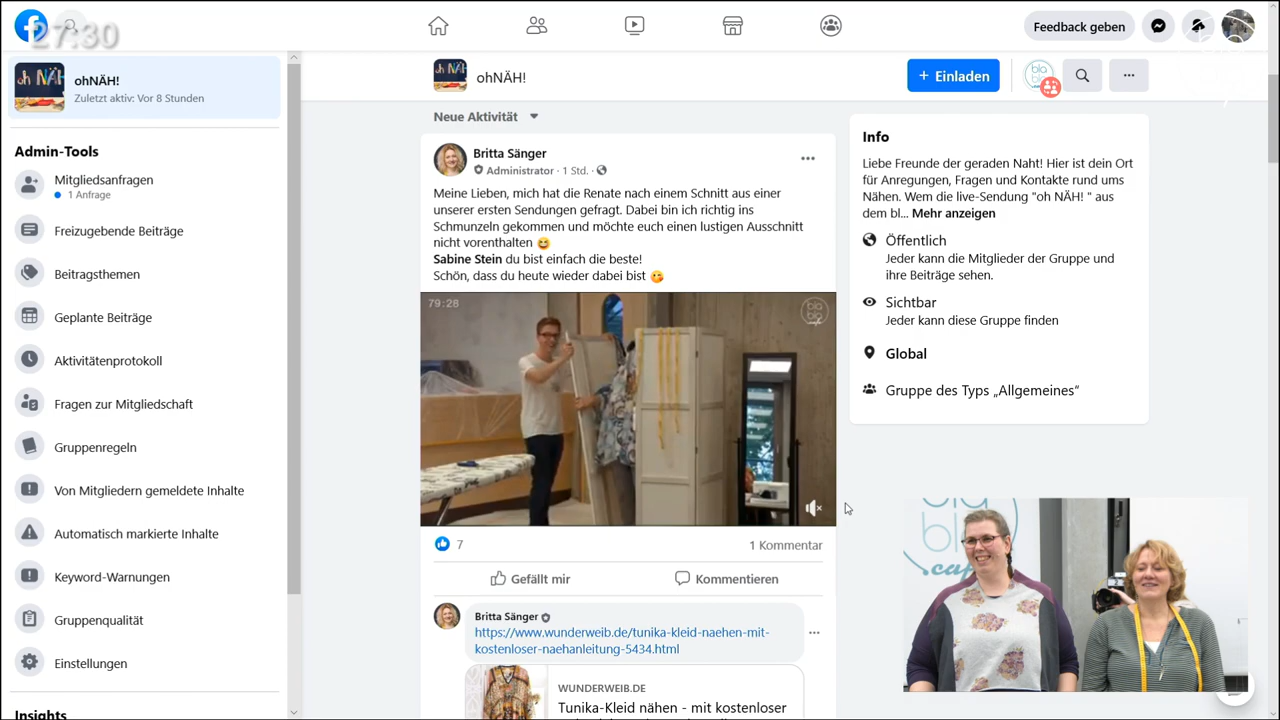 27:30
Feedback geben
oh NÄH
ohNÄH!
Zuletzt aktiv: Vor 8 Stunden
Admin-Tools
Mitgliedsanfragen
1 Anfrage
Freizugebende Beiträge
Beitragsthemen
Geplante Beiträge
Aktivitätenprotokoll
Fragen zur Mitgliedschaft
Gruppenregeln
Von Mitgliedern gemeldete Inhalte
Automatisch markierte Inhalte
Keyword-Warnungen
Gruppenqualität
Einstellungen
Insights
ohNÄH!
+ Einladen
Neue Aktivität
Britta Sänger
Administrator · 1 Std. ·
Meine Lieben, mich hat die Renate nach einem Schnitt aus einer
unserer ersten Sendungen gefragt. Dabei bin ich richtig ins
Schmunzeln gekommen und möchte euch einen lustigen Ausschnitt
nicht vorenthalten 😆
Sabine Stein du bist einfach die beste!
Schön, dass du heute wieder dabei bist 😘
79:28
bla
bla
7
1 Kommentar
Gefällt mir
Kommentieren
Britta Sänger
https://www.wunderweib.de/tunika-kleid-naehen-mit-
kostenloser-naehanleitung-5434.html
WUNDERWEIB.DE
Tunika-Kleid nähen - mit kostenloser
Info
Liebe Freunde der geraden Naht! Hier ist dein Ort
für Anregungen, Fragen und Kontakte rund ums
Nähen. Wem die live-Sendung "oh NÄH! " aus
dem bl... Mehr anzeigen
Öffentlich
Jeder kann die Mitglieder der Gruppe und
ihre Beiträge sehen.
Sichtbar
Jeder kann diese Gruppe finden
Global
Gruppe des Typs „Allgemeines“